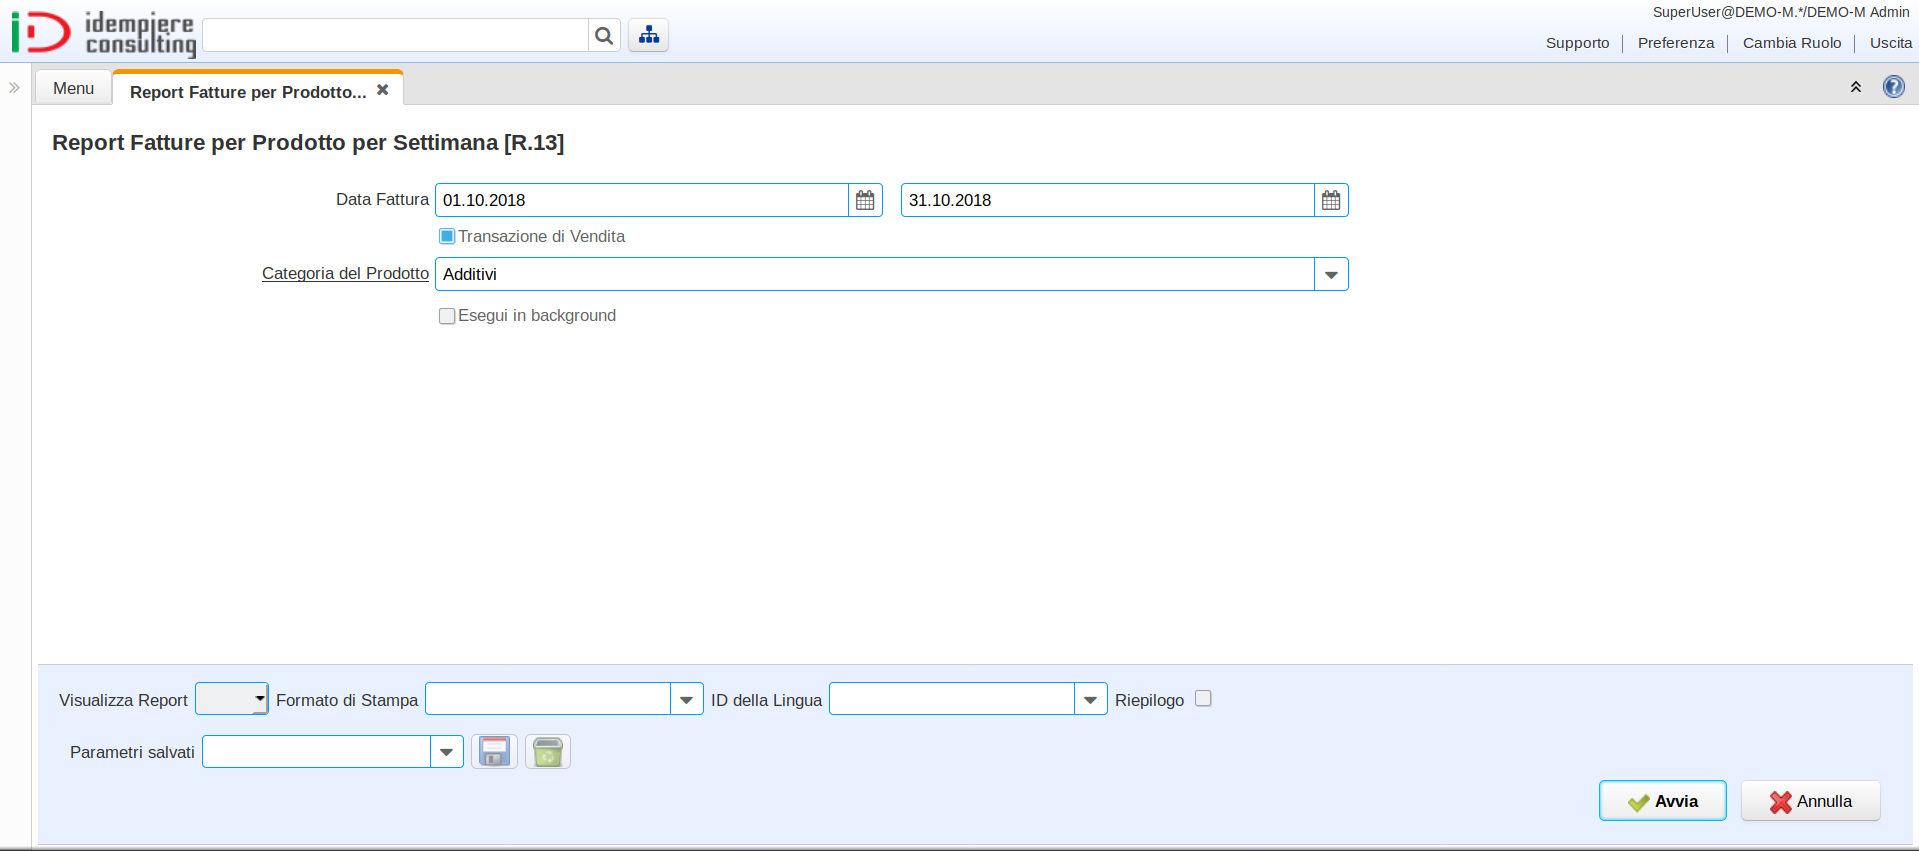 idempiere
consulting
SuperUser@DEMO-M.*/DEMO-M Admin
Supporto
Preferenza
Cambia Ruolo
Uscita
Menu
Report Fatture per Prodotto...
Report Fatture per Prodotto per Settimana [R.13]
Data Fattura 01.10.2018 31.10.2018
Transazione di Vendita
Categoria del Prodotto Additivi
Esegui in background
Visualizza Report Formato di Stampa ID della Lingua Riepilogo
Parametri salvati
Avvia Annulla